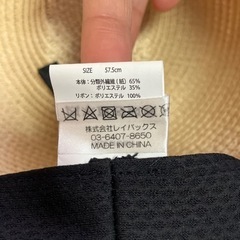 SIZE 57.5cm
本体:分類外繊維(紙) 65%
ポリエステル 35%
リボン:ポリエステル 100%
株式会社レイバックス
03-6407-8650
MADE IN CHINA